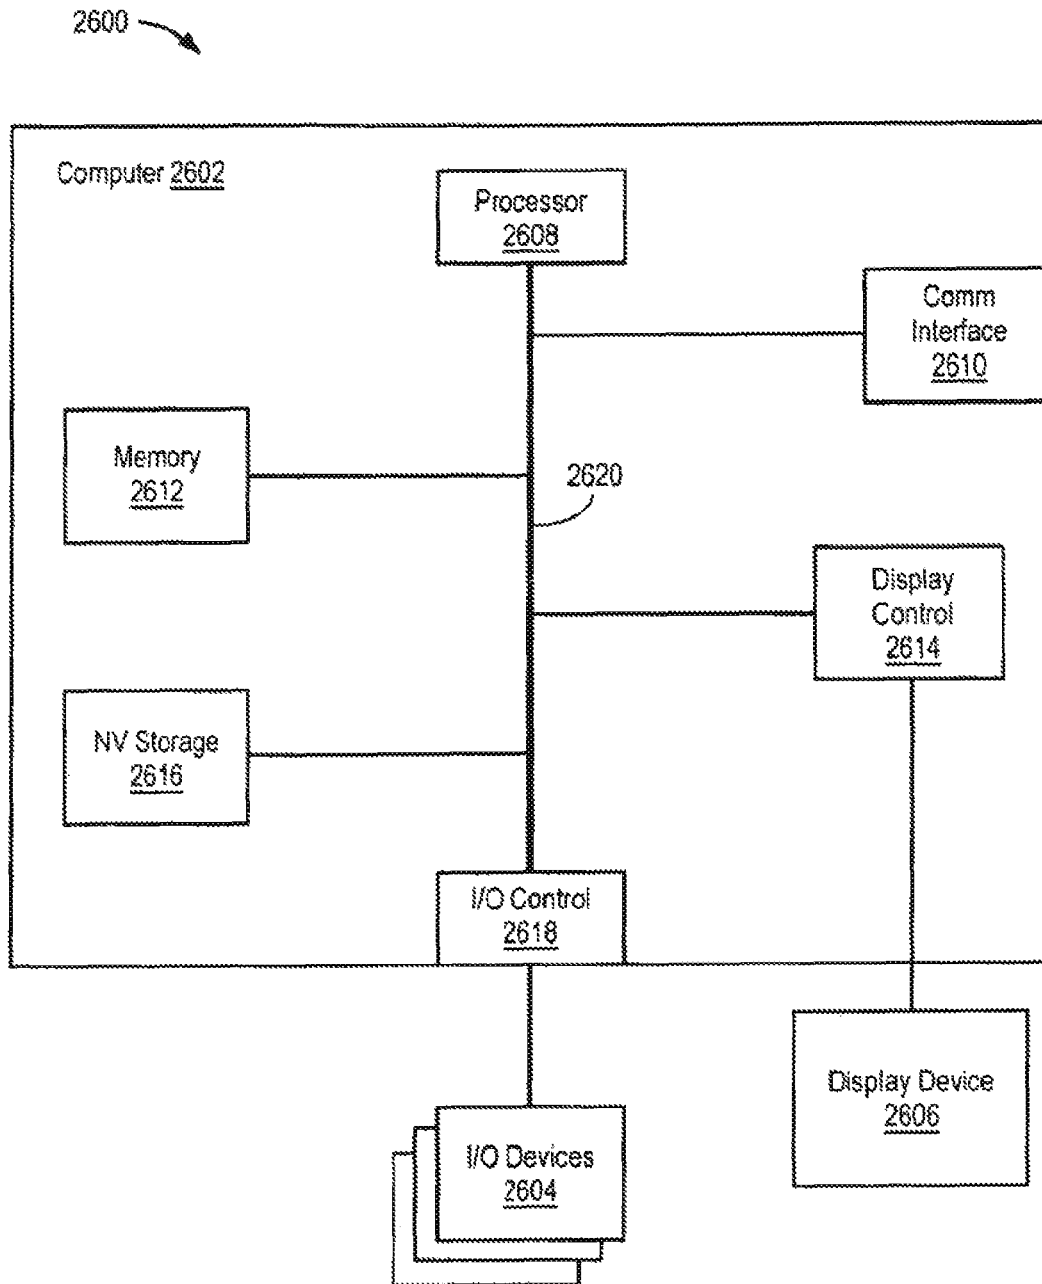 2600
Computer 2602
Processor
2608
Comm
Interface
2610
Memory
2612
2620
Display
Control
2614
NV Storage
2616
I/O Control
2618
Display Device
2606
I/O Devices
2604